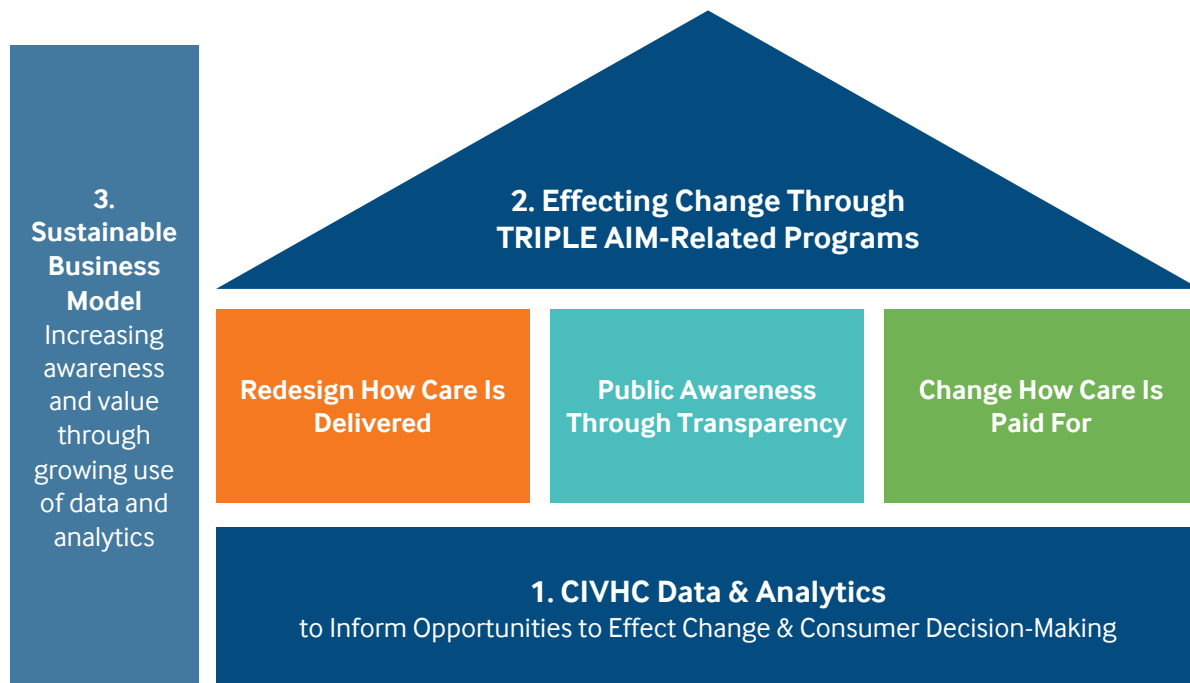 3.
Sustainable
Business
Model
Increasing
awareness
and value
through
growing use
of data and
analytics
2. Effecting Change Through
TRIPLE AIM-Related Programs
Redesign How Care Is
Delivered
Public Awareness
Through Transparency
Change How Care Is
Paid For
1. CIVHC Data & Analytics
to Inform Opportunities to Effect Change & Consumer Decision-Making